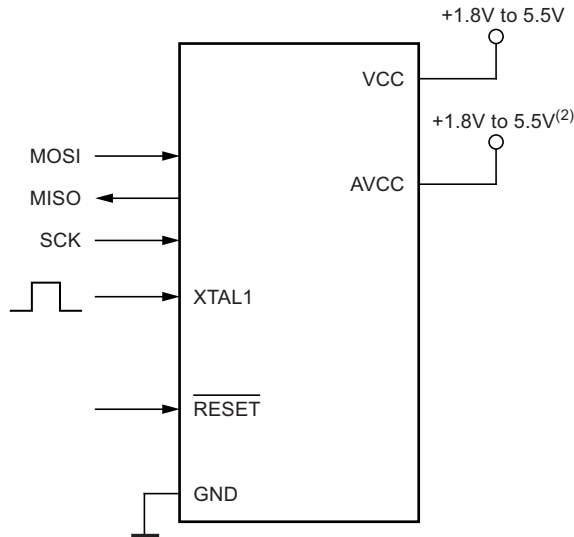 +1.8V to 5.5V
VCC
+1.8V to 5.5V(2)
MOSI
AVCC
MISO
SCK
XTAL1
RESET
GND